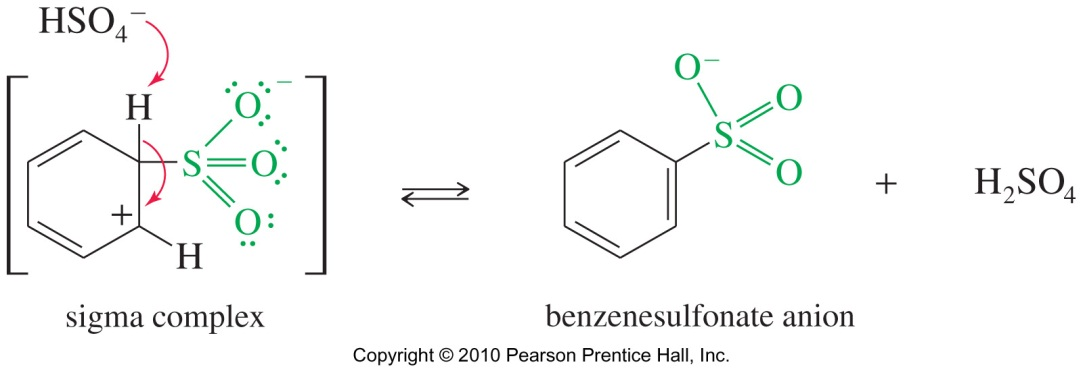 HSO₄⁻
H
O⁻
S
O
O
+
H
O⁻
S
O
O
+
H₂SO₄
sigma complex
benzenesulfonate anion
Copyright © 2010 Pearson Prentice Hall, Inc.